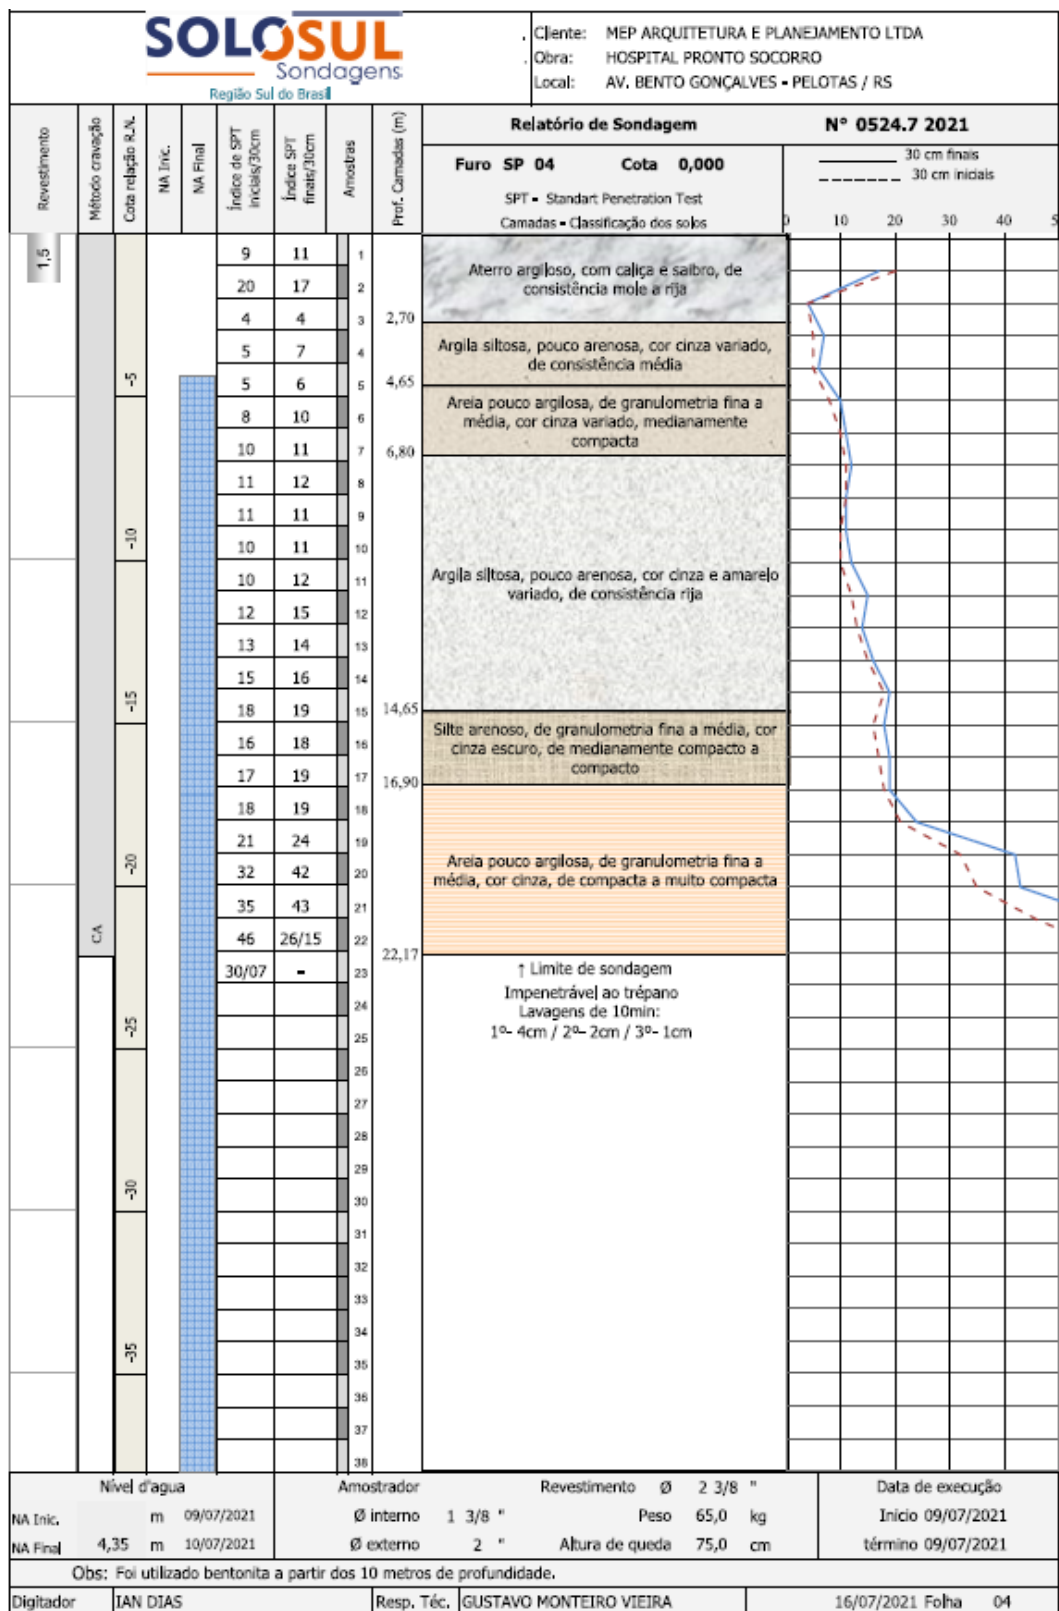 SOLOSUL
Sondagens
Região Sul do Brasil
Cliente: MEP ARQUITETURA E PLANEJAMENTO LTDA
Obra: HOSPITAL PRONTO SOCORRO
Local: AV. BENTO GONÇALVES - PELOTAS / RS
Revestimento
Método cravação
Cota relação R.N.
NA Inic.
NA Final
Índice de SPT iniciais/30cm
Índice SPT finais/30cm
Amostras
Prof. Camadas (m)
Relatório de Sondagem Nº 0524.7 2021
Furo SP 04 Cota 0,000
SPT - Standart Penetration Test
Camadas - Classificação dos solos
30 cm finais
30 cm iniciais
0 10 20 30 40 5
1,5
9 11 1
20 17 2
4 4 3 2,70
5 7 4
-5 5 6 5 4,65
8 10 6
10 11 7 6,80
11 12 8
11 11 9
-10 10 11 10
10 12 11
12 15 12
13 14 13
15 16 14
-15 18 19 15 14,65
16 18 16
17 19 17 16,90
18 19 18
21 24 19
-20 32 42 20
35 43 21
CA 46 26/15 22 22,17
30/07 - 23
24
-25 25
26
27
28
29
-30 30
31
32
33
34
-35 35
36
37
38
Aterro argiloso, com caliça e saibro, de
consistência mole a rija
Argila siltosa, pouco arenosa, cor cinza variado,
de consistência média
Areia pouco argilosa, de granulometria fina a
média, cor cinza variado, medianamente
compacta
Argila siltosa, pouco arenosa, cor cinza e amarelo
variado, de consistência rija
Silte arenoso, de granulometria fina a média, cor
cinza escuro, de medianamente compacto a
compacto
Areia pouco argilosa, de granulometria fina a
média, cor cinza, de compacta a muito compacta
↑ Limite de sondagem
Impenetrável ao trépano
Lavagens de 10min:
1º- 4cm / 2º- 2cm / 3º- 1cm
Nível d'agua Amostrador Revestimento Ø 2 3/8 " Data de execução
NA Inic. m 09/07/2021 Ø interno 1 3/8 " Peso 65,0 kg Início 09/07/2021
NA Final 4,35 m 10/07/2021 Ø externo 2 " Altura de queda 75,0 cm término 09/07/2021
Obs: Foi utilizado bentonita a partir dos 10 metros de profundidade.
Digitador IAN DIAS Resp. Téc. GUSTAVO MONTEIRO VIEIRA 16/07/2021 Folha 04